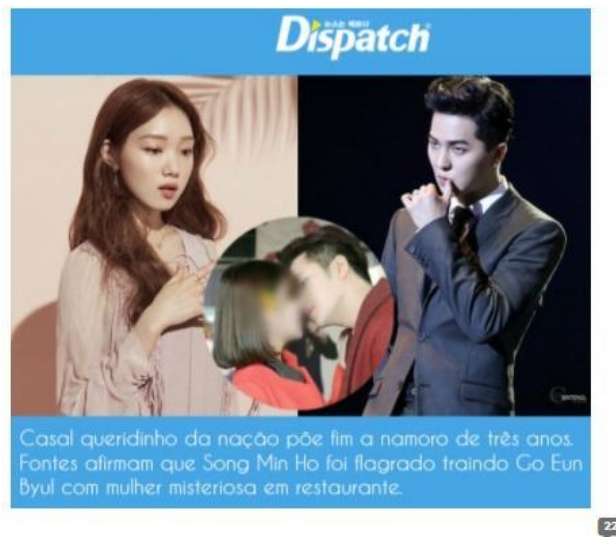 Dispatch
Casal queridinho da nação põe fim a namoro de três anos.
Fontes afirmam que Song Min Ho foi flagrado traindo Go Eun
Byul com mulher misteriosa em restaurante.
22